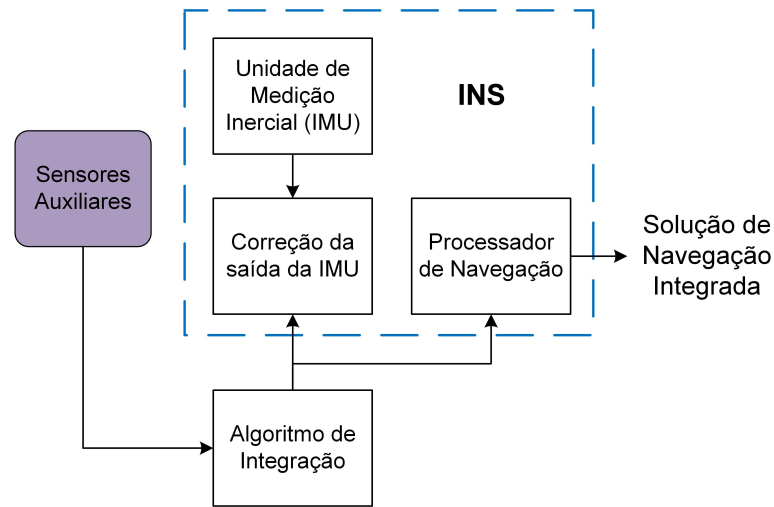 Unidade de
Medição
Inercial (IMU)
INS
Sensores
Auxiliares
Correção da
saída da IMU
Processador
de Navegação
Solução de
Navegação
Integrada
Algoritmo de
Integração